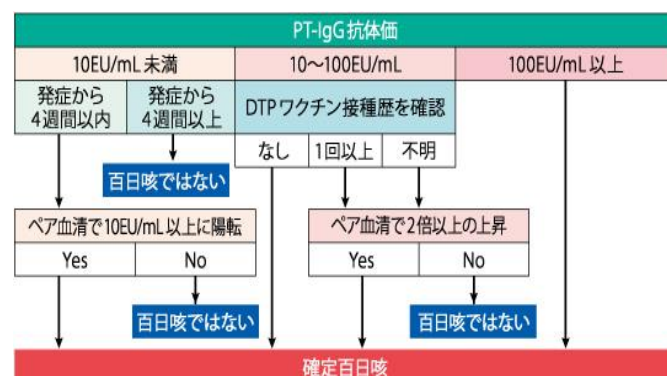 PT-IgG抗体価
10EU/mL未満
10～100EU/mL
100EU/mL以上
発症から
4週間以内
発症から
4週間以上
DTPワクチン接種歴を確認
なし
1回以上
不明
百日咳ではない
ペア血清で10EU/mL以上に陽転
ペア血清で2倍以上の上昇
Yes
No
Yes
No
百日咳ではない
百日咳ではない
確定百日咳